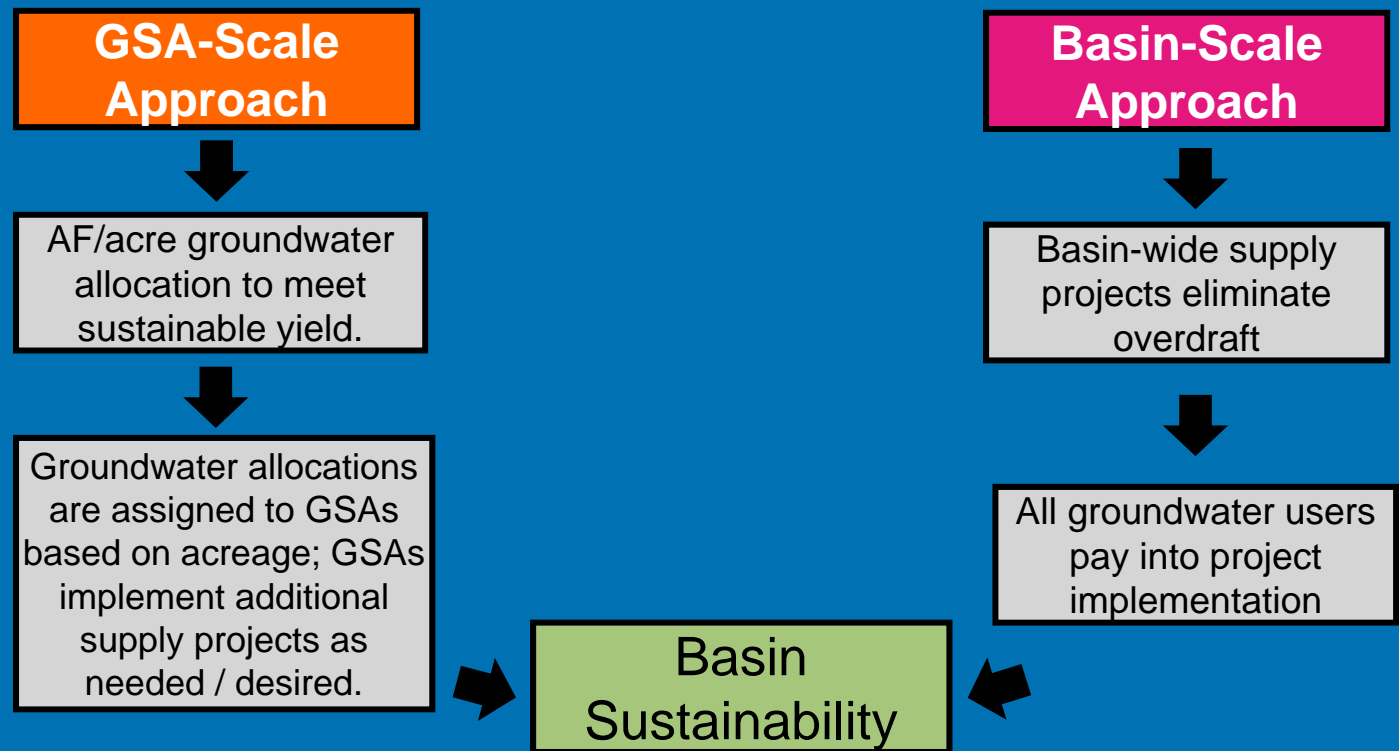 GSA-Scale
Approach
AF/acre groundwater
allocation to meet
sustainable yield.
Groundwater allocations
are assigned to GSAs
based on acreage; GSAs
implement additional
supply projects as
needed / desired.
Basin-Scale
Approach
Basin-wide supply
projects eliminate
overdraft
All groundwater users
pay into project
implementation
Basin
Sustainability